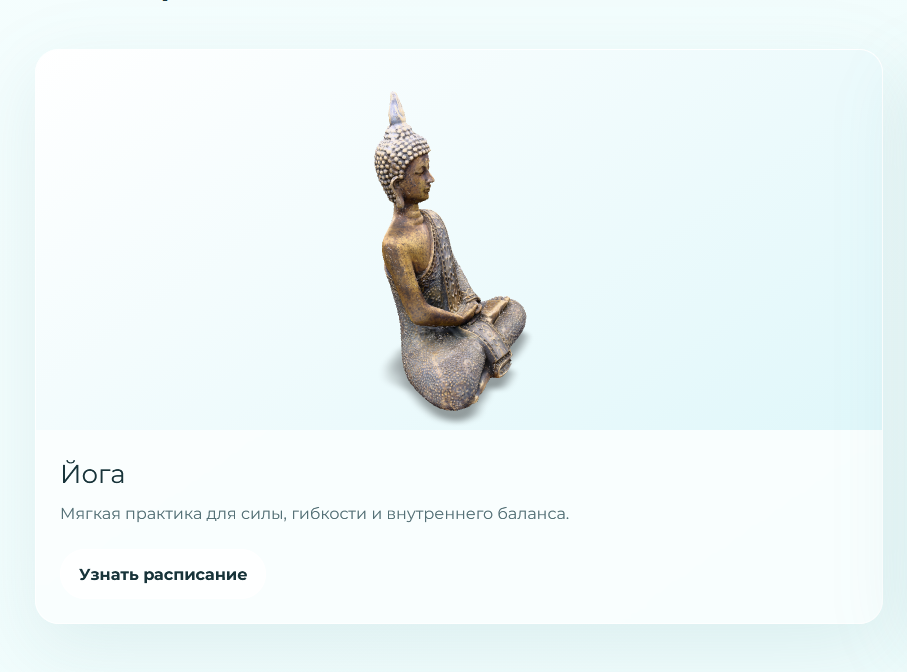 Йога
Мягкая практика для силы, гибкости и внутреннего баланса.
Узнать расписание